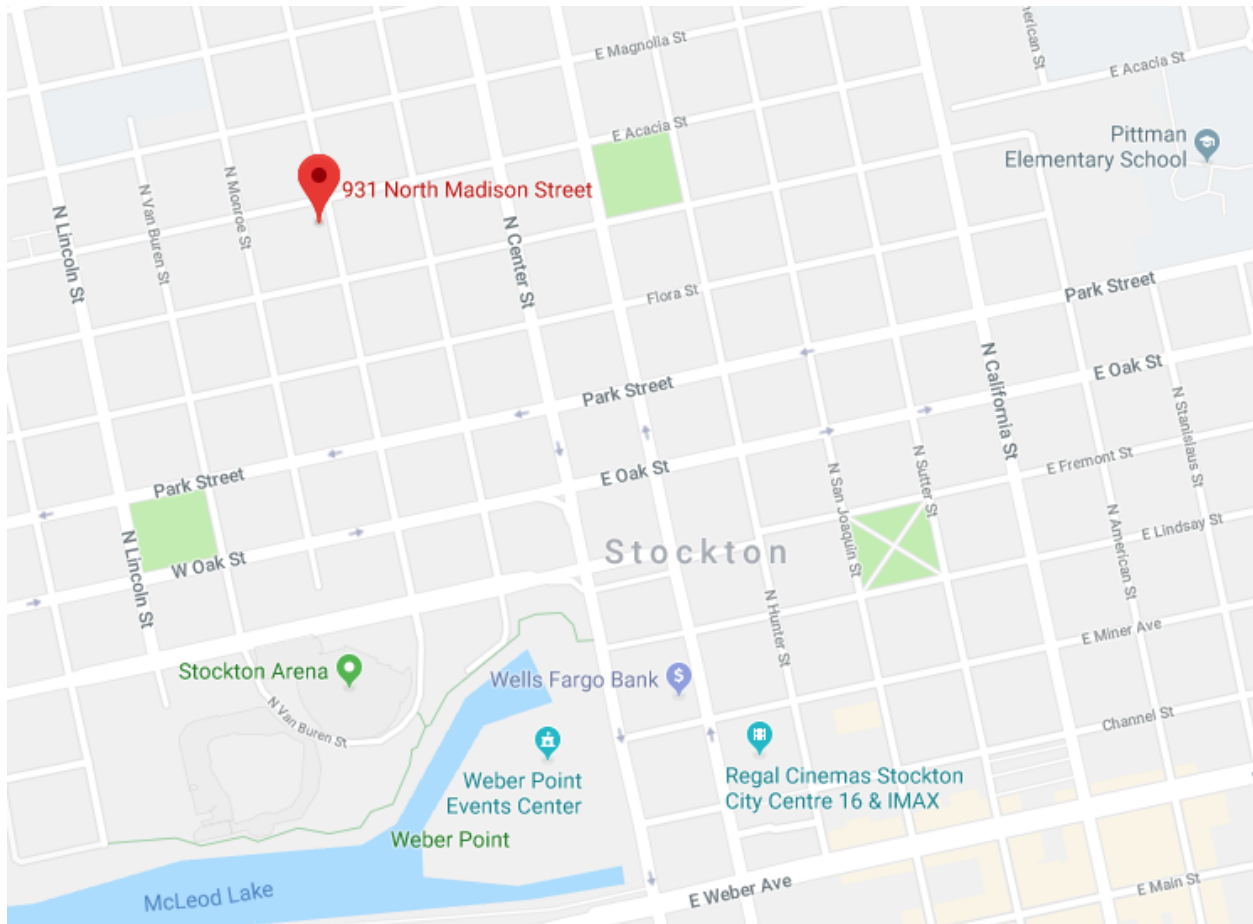 E Magnolla St
erican St
E Acacia St
E Acacia St
Pittman
Elementary School
931 North Madison Street
N Monroe St
N Van Buren St
N Lincoln St
N Center St
Flora St
Park Street
Park Street
N California St
E Oak St
N Stanislaus St
Park Street
E Oak St
N Sutter St
E Fremont St
N San Joaquin St
N American St
E Lindsay St
N Lincoln St
W Oak St
Stockton
N Hunter St
E Miner Ave
Stockton Arena
Wells Fargo Bank
$
N Van Buren St
Channel St
Weber Point
Events Center
Regal Cinemas Stockton
City Centre 16 & IMAX
Weber Point
McLeod Lake
E Weber Ave
E Main St